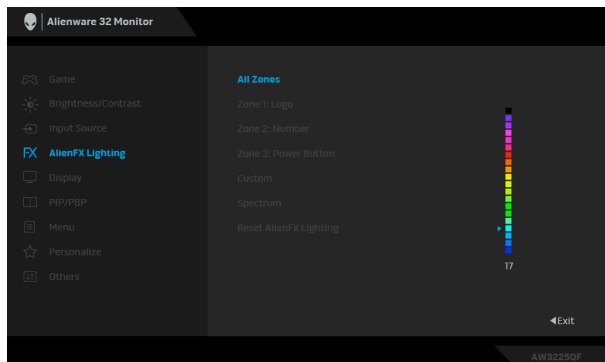 Alienware 32 Monitor
Game
Brightness/Contrast
Input Source
FX AlienFX Lighting
Display
PIP/PBP
Menu
Personalize
Others
All Zones
Zone 1: Logo
Zone 2: Number
Zone 3: Power Button
Custom
Spectrum
Reset AlienFX Lighting
17
Exit
AW3225QF